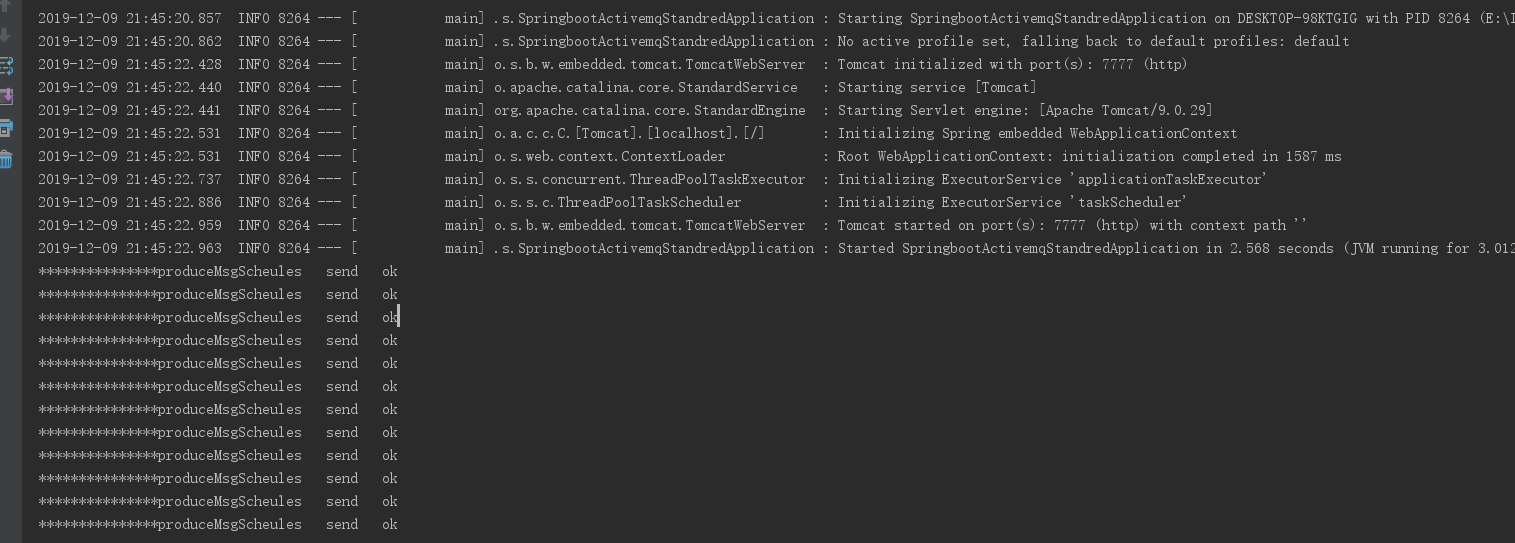 2019-12-09 21:45:20.857  INFO 8264 --- [           main] .s.SpringbootActivemqStandredApplication : Starting SpringbootActivemqStandredApplication on DESKTOP-98KTGIG with PID 8264 (E:\I
2019-12-09 21:45:20.862  INFO 8264 --- [           main] .s.SpringbootActivemqStandredApplication : No active profile set, falling back to default profiles: default
2019-12-09 21:45:22.428  INFO 8264 --- [           main] o.s.b.w.embedded.tomcat.TomcatWebServer  : Tomcat initialized with port(s): 7777 (http)
2019-12-09 21:45:22.440  INFO 8264 --- [           main] o.apache.catalina.core.StandardService   : Starting service [Tomcat]
2019-12-09 21:45:22.441  INFO 8264 --- [           main] org.apache.catalina.core.StandardEngine  : Starting Servlet engine: [Apache Tomcat/9.0.29]
2019-12-09 21:45:22.531  INFO 8264 --- [           main] o.a.c.c.C.[Tomcat].[localhost].[/]       : Initializing Spring embedded WebApplicationContext
2019-12-09 21:45:22.531  INFO 8264 --- [           main] o.s.web.context.ContextLoader            : Root WebApplicationContext: initialization completed in 1587 ms
2019-12-09 21:45:22.737  INFO 8264 --- [           main] o.s.s.concurrent.ThreadPoolTaskExecutor  : Initializing ExecutorService 'applicationTaskExecutor'
2019-12-09 21:45:22.886  INFO 8264 --- [           main] o.s.s.c.ThreadPoolTaskScheduler          : Initializing ExecutorService 'taskScheduler'
2019-12-09 21:45:22.959  INFO 8264 --- [           main] o.s.b.w.embedded.tomcat.TomcatWebServer  : Tomcat started on port(s): 7777 (http) with context path ''
2019-12-09 21:45:22.963  INFO 8264 --- [           main] .s.SpringbootActivemqStandredApplication : Started SpringbootActivemqStandredApplication in 2.568 seconds (JVM running for 3.012
***************produceMsgScheules   send   ok
***************produceMsgScheules   send   ok
***************produceMsgScheules   send   ok
***************produceMsgScheules   send   ok
***************produceMsgScheules   send   ok
***************produceMsgScheules   send   ok
***************produceMsgScheules   send   ok
***************produceMsgScheules   send   ok
***************produceMsgScheules   send   ok
***************produceMsgScheules   send   ok
***************produceMsgScheules   send   ok
***************produceMsgScheules   send   ok